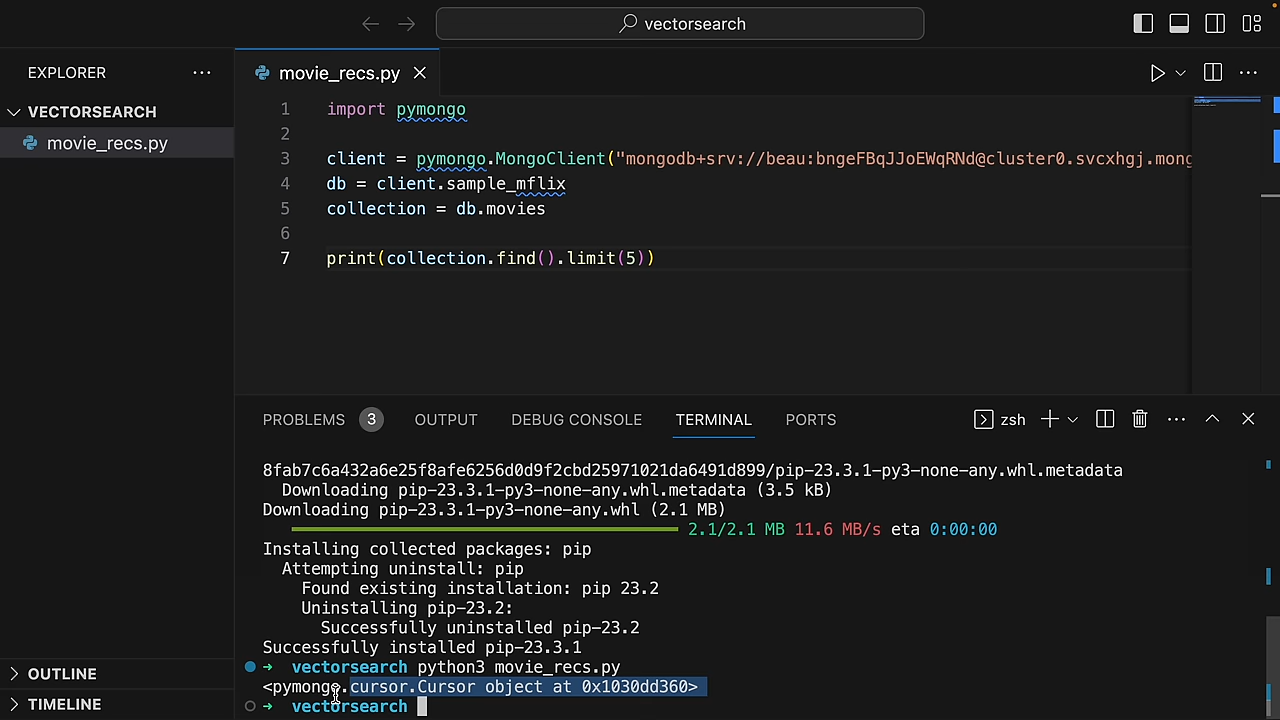 vectorsearch
EXPLORER
movie_recs.py
VECTORSEARCH
movie_recs.py
1 import pymongo
2
3 client = pymongo.MongoClient("mongodb+srv://beau:bngeFBqJJoEWqRNd@cluster0.svcxhgj.mong
4 db = client.sample_mflix
5 collection = db.movies
6
7 print(collection.find().limit(5))
PROBLEMS 3 OUTPUT DEBUG CONSOLE TERMINAL PORTS zsh
8fab7c6a432a6e25f8afe6256d0d9f2cbd25971021da6491d899/pip-23.3.1-py3-none-any.whl.metadata
Downloading pip-23.3.1-py3-none-any.whl.metadata (3.5 kB)
Downloading pip-23.3.1-py3-none-any.whl (2.1 MB)
2.1/2.1 MB 11.6 MB/s eta 0:00:00
Installing collected packages: pip
Attempting uninstall: pip
Found existing installation: pip 23.2
Uninstalling pip-23.2:
Successfully uninstalled pip-23.2
Successfully installed pip-23.3.1
➜ vectorsearch python3 movie_recs.py
<pymongo.cursor.Cursor object at 0x1030dd360>
➜ vectorsearch
OUTLINE
TIMELINE